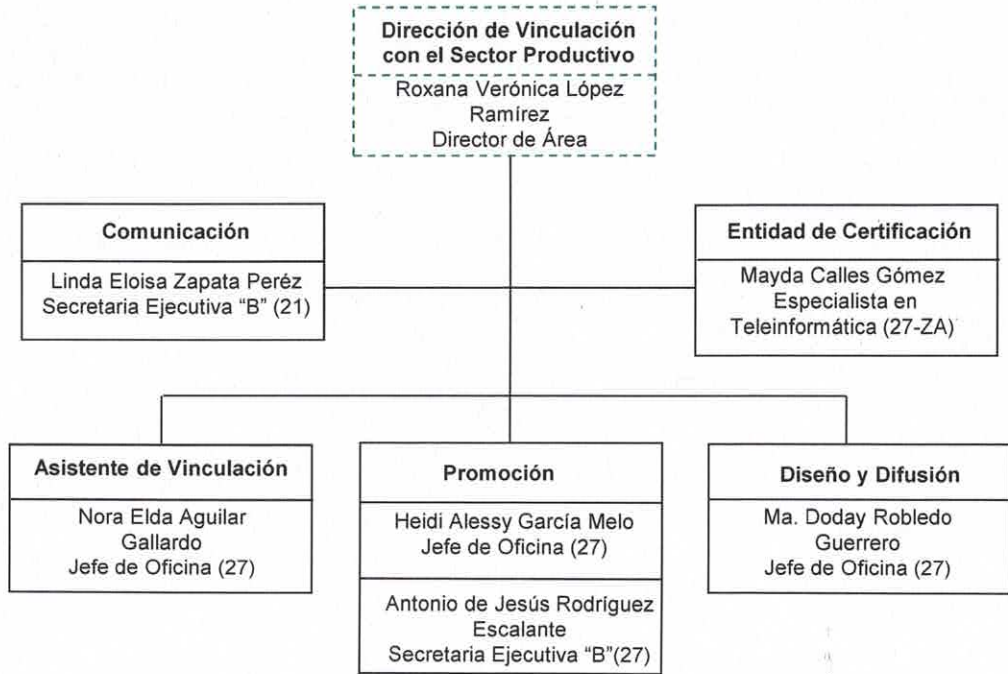 Dirección de Vinculación
con el Sector Productivo
Roxana Verónica López
Ramírez
Director de Área
Comunicación
Linda Eloisa Zapata Peréz
Secretaria Ejecutiva “B” (21)
Entidad de Certificación
Mayda Calles Gómez
Especialista en
Teleinformática (27-ZA)
Asistente de Vinculación
Nora Elda Aguilar
Gallardo
Jefe de Oficina (27)
Promoción
Heidi Alessy García Melo
Jefe de Oficina (27)
Antonio de Jesús Rodríguez
Escalante
Secretaria Ejecutiva “B”(27)
Diseño y Difusión
Ma. Doday Robledo
Guerrero
Jefe de Oficina (27)